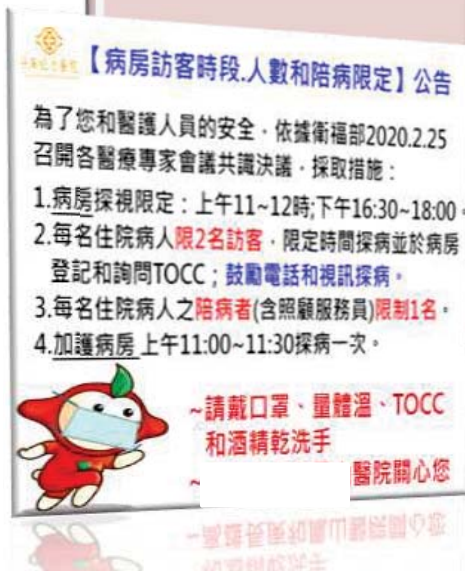 【病房訪客時段.人數和陪病限定】公告
為了您和醫護人員的安全，依據衛福部2020.2.25
召開各醫療專家會議共識決議，採取措施：
1.病房探視限定：上午11~12時;下午16:30~18:00。
2.每名住院病人限2名訪客，限定時間探病並於病房
登記和詢問TOCC；鼓勵電話和視訊探病。
3.每名住院病人之陪病者(含照顧服務員)限制1名。
4.加護病房 上午11:00~11:30探病一次。
~請戴口罩、量體溫、TOCC
和酒精乾洗手
~醫院關心您